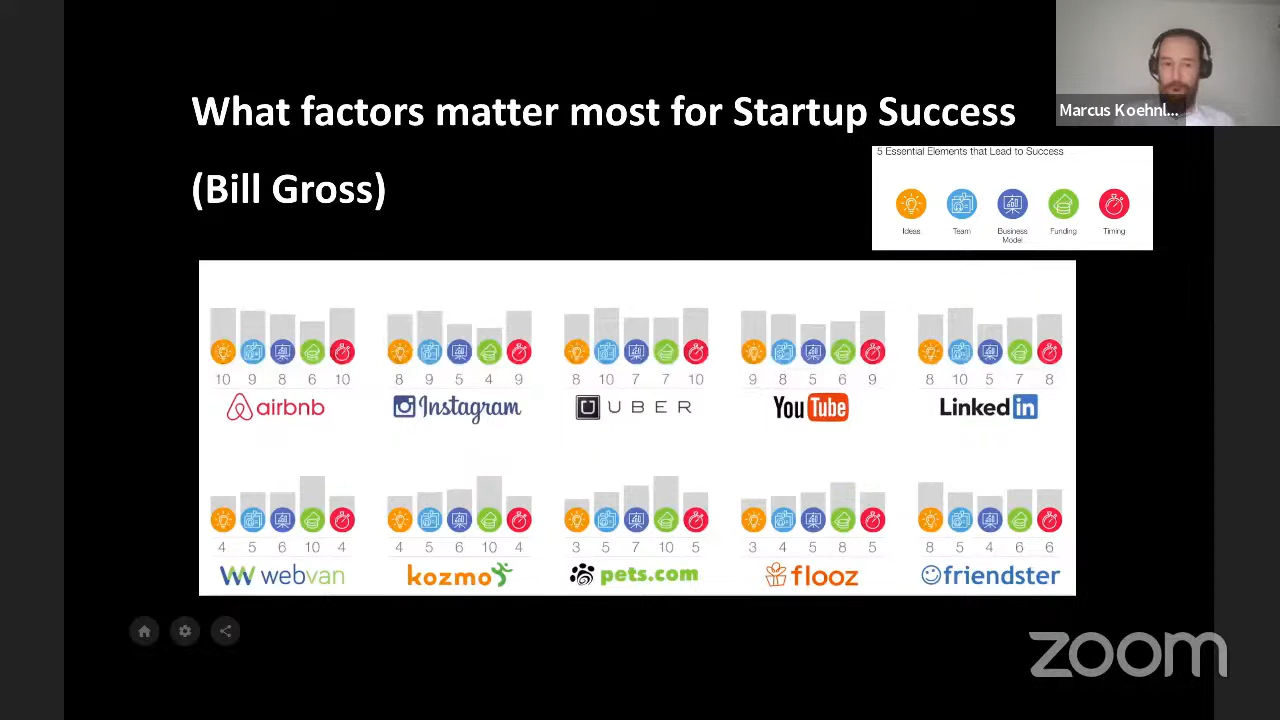 What factors matter most for Startup Success
(Bill Gross)
Marcus Koehnl...
5 Essential Elements that Lead to Success
Ideas Team Business Model Funding Timing
10 9 8 6 10
8 9 5 4 9
8 10 7 7 10
9 8 5 6 9
8 10 5 7 8
airbnb
Instagram
UBER
YouTube
Linked in
4 5 6 10 4
4 5 6 10 4
3 5 7 10 5
3 4 5 8 5
8 5 4 6 6
webvan
kozmo
pets.com
flooz
friendster
zoom